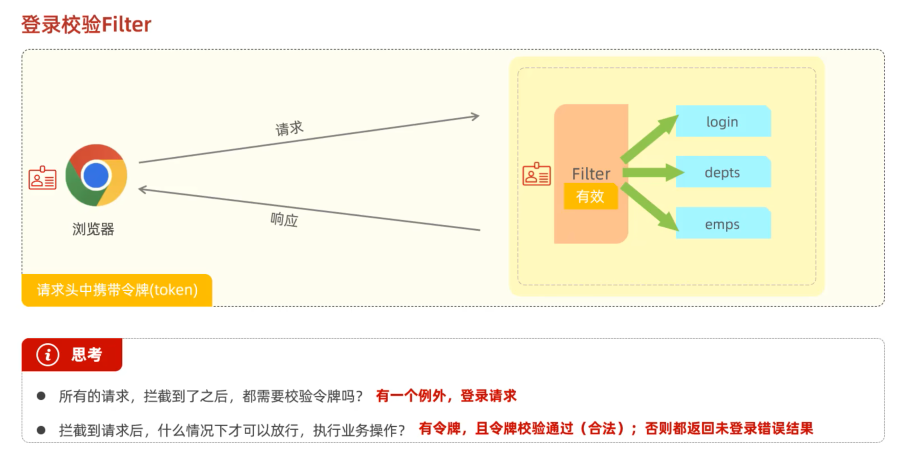 登录校验Filter
请求
login
Filter
depts
有效
浏览器
响应
emps
请求头中携带令牌(token)
思考
所有的请求，拦截到了之后，都需要校验令牌吗？ 有一个例外，登录请求
拦截到请求后，什么情况下才可以放行，执行业务操作？ 有令牌，且令牌校验通过（合法）；否则都返回未登录错误结果